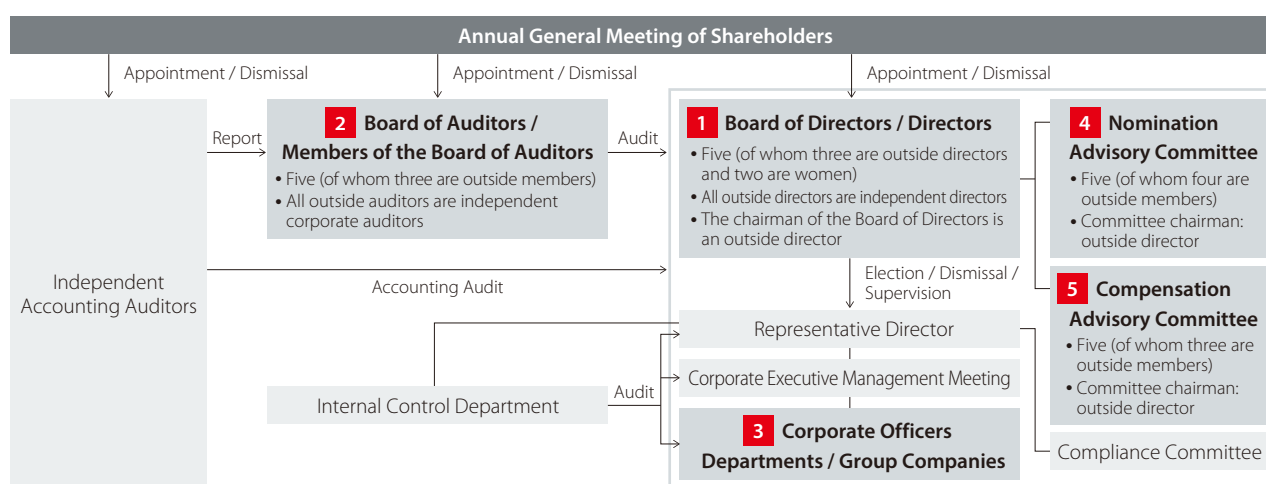 Annual General Meeting of Shareholders
Appointment / Dismissal
Appointment / Dismissal
Appointment / Dismissal
Independent
Accounting Auditors
Report
2 Board of Auditors /
Members of the Board of Auditors
• Five (of whom three are outside members)
• All outside auditors are independent
corporate auditors
Audit
1 Board of Directors / Directors
• Five (of whom three are outside directors
and two are women)
• All outside directors are independent directors
• The chairman of the Board of Directors is
an outside director
4 Nomination
Advisory Committee
• Five (of whom four are
outside members)
• Committee chairman:
outside director
Accounting Audit
Election / Dismissal /
Supervision
5 Compensation
Advisory Committee
• Five (of whom three are
outside members)
• Committee chairman:
outside director
Representative Director
Corporate Executive Management Meeting
Internal Control Department
Audit
3 Corporate Officers
Departments / Group Companies
Compliance Committee